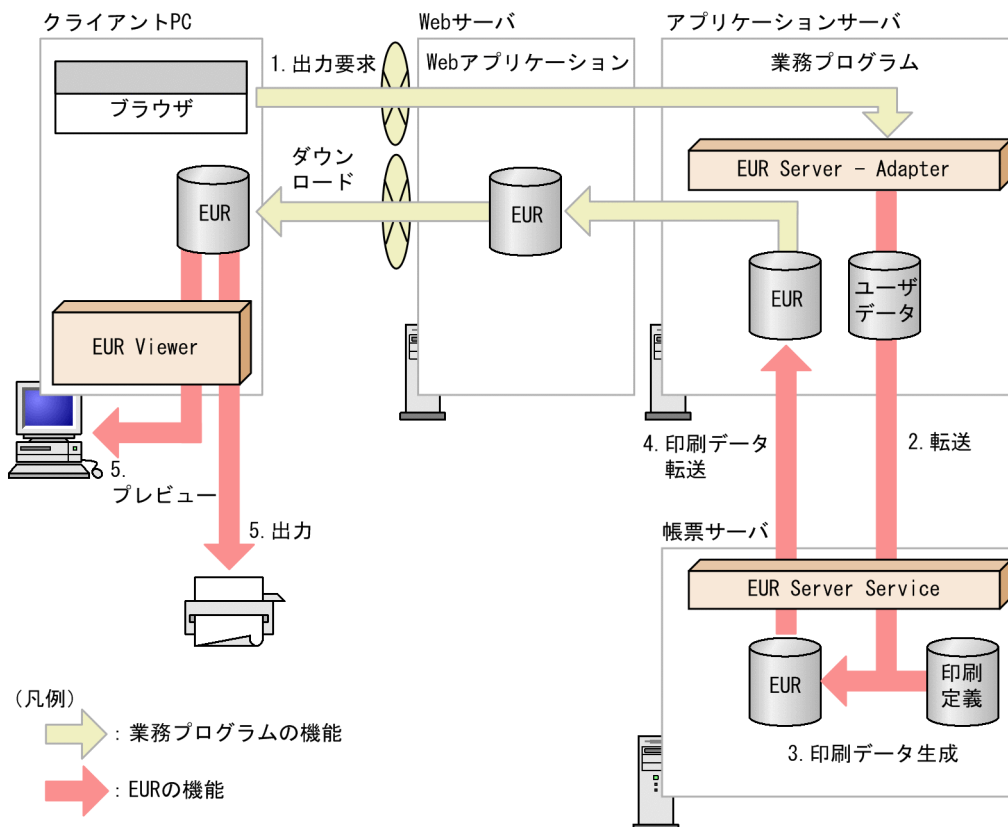 クライアントPC
Webサーバ
アプリケーションサーバ
1. 出力要求
Webアプリケーション
業務プログラム
ブラウザ
EUR Server − Adapter
ダウン
ロード
EUR
EUR
EUR
ユーザ
データ
EUR Viewer
4. 印刷データ
転送
2. 転送
5.
プレビュー
5. 出力
帳票サーバ
EUR Server Service
EUR
印刷
定義
3. 印刷データ生成
(凡例)
: 業務プログラムの機能
: EURの機能